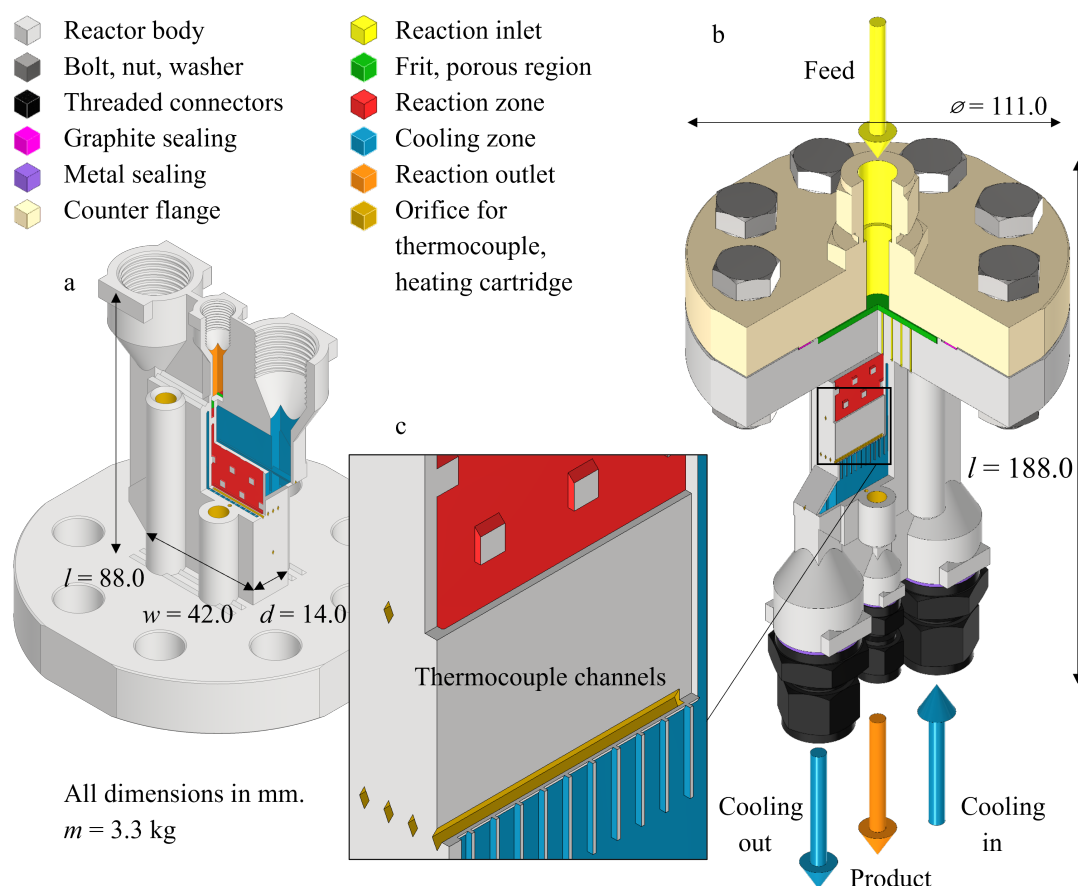 Reactor body
Bolt, nut, washer
Threaded connectors
Graphite sealing
Metal sealing
Counter flange
Reaction inlet
Frit, porous region
Reaction zone
Cooling zone
Reaction outlet
Orifice for
thermocouple,
heating cartridge
a
l = 88.0
w = 42.0
d = 14.0
All dimensions in mm.
m = 3.3 kg
b
Feed
⌀ = 111.0
l = 188.0
Cooling
out
Product
Cooling
in
c
Thermocouple channels